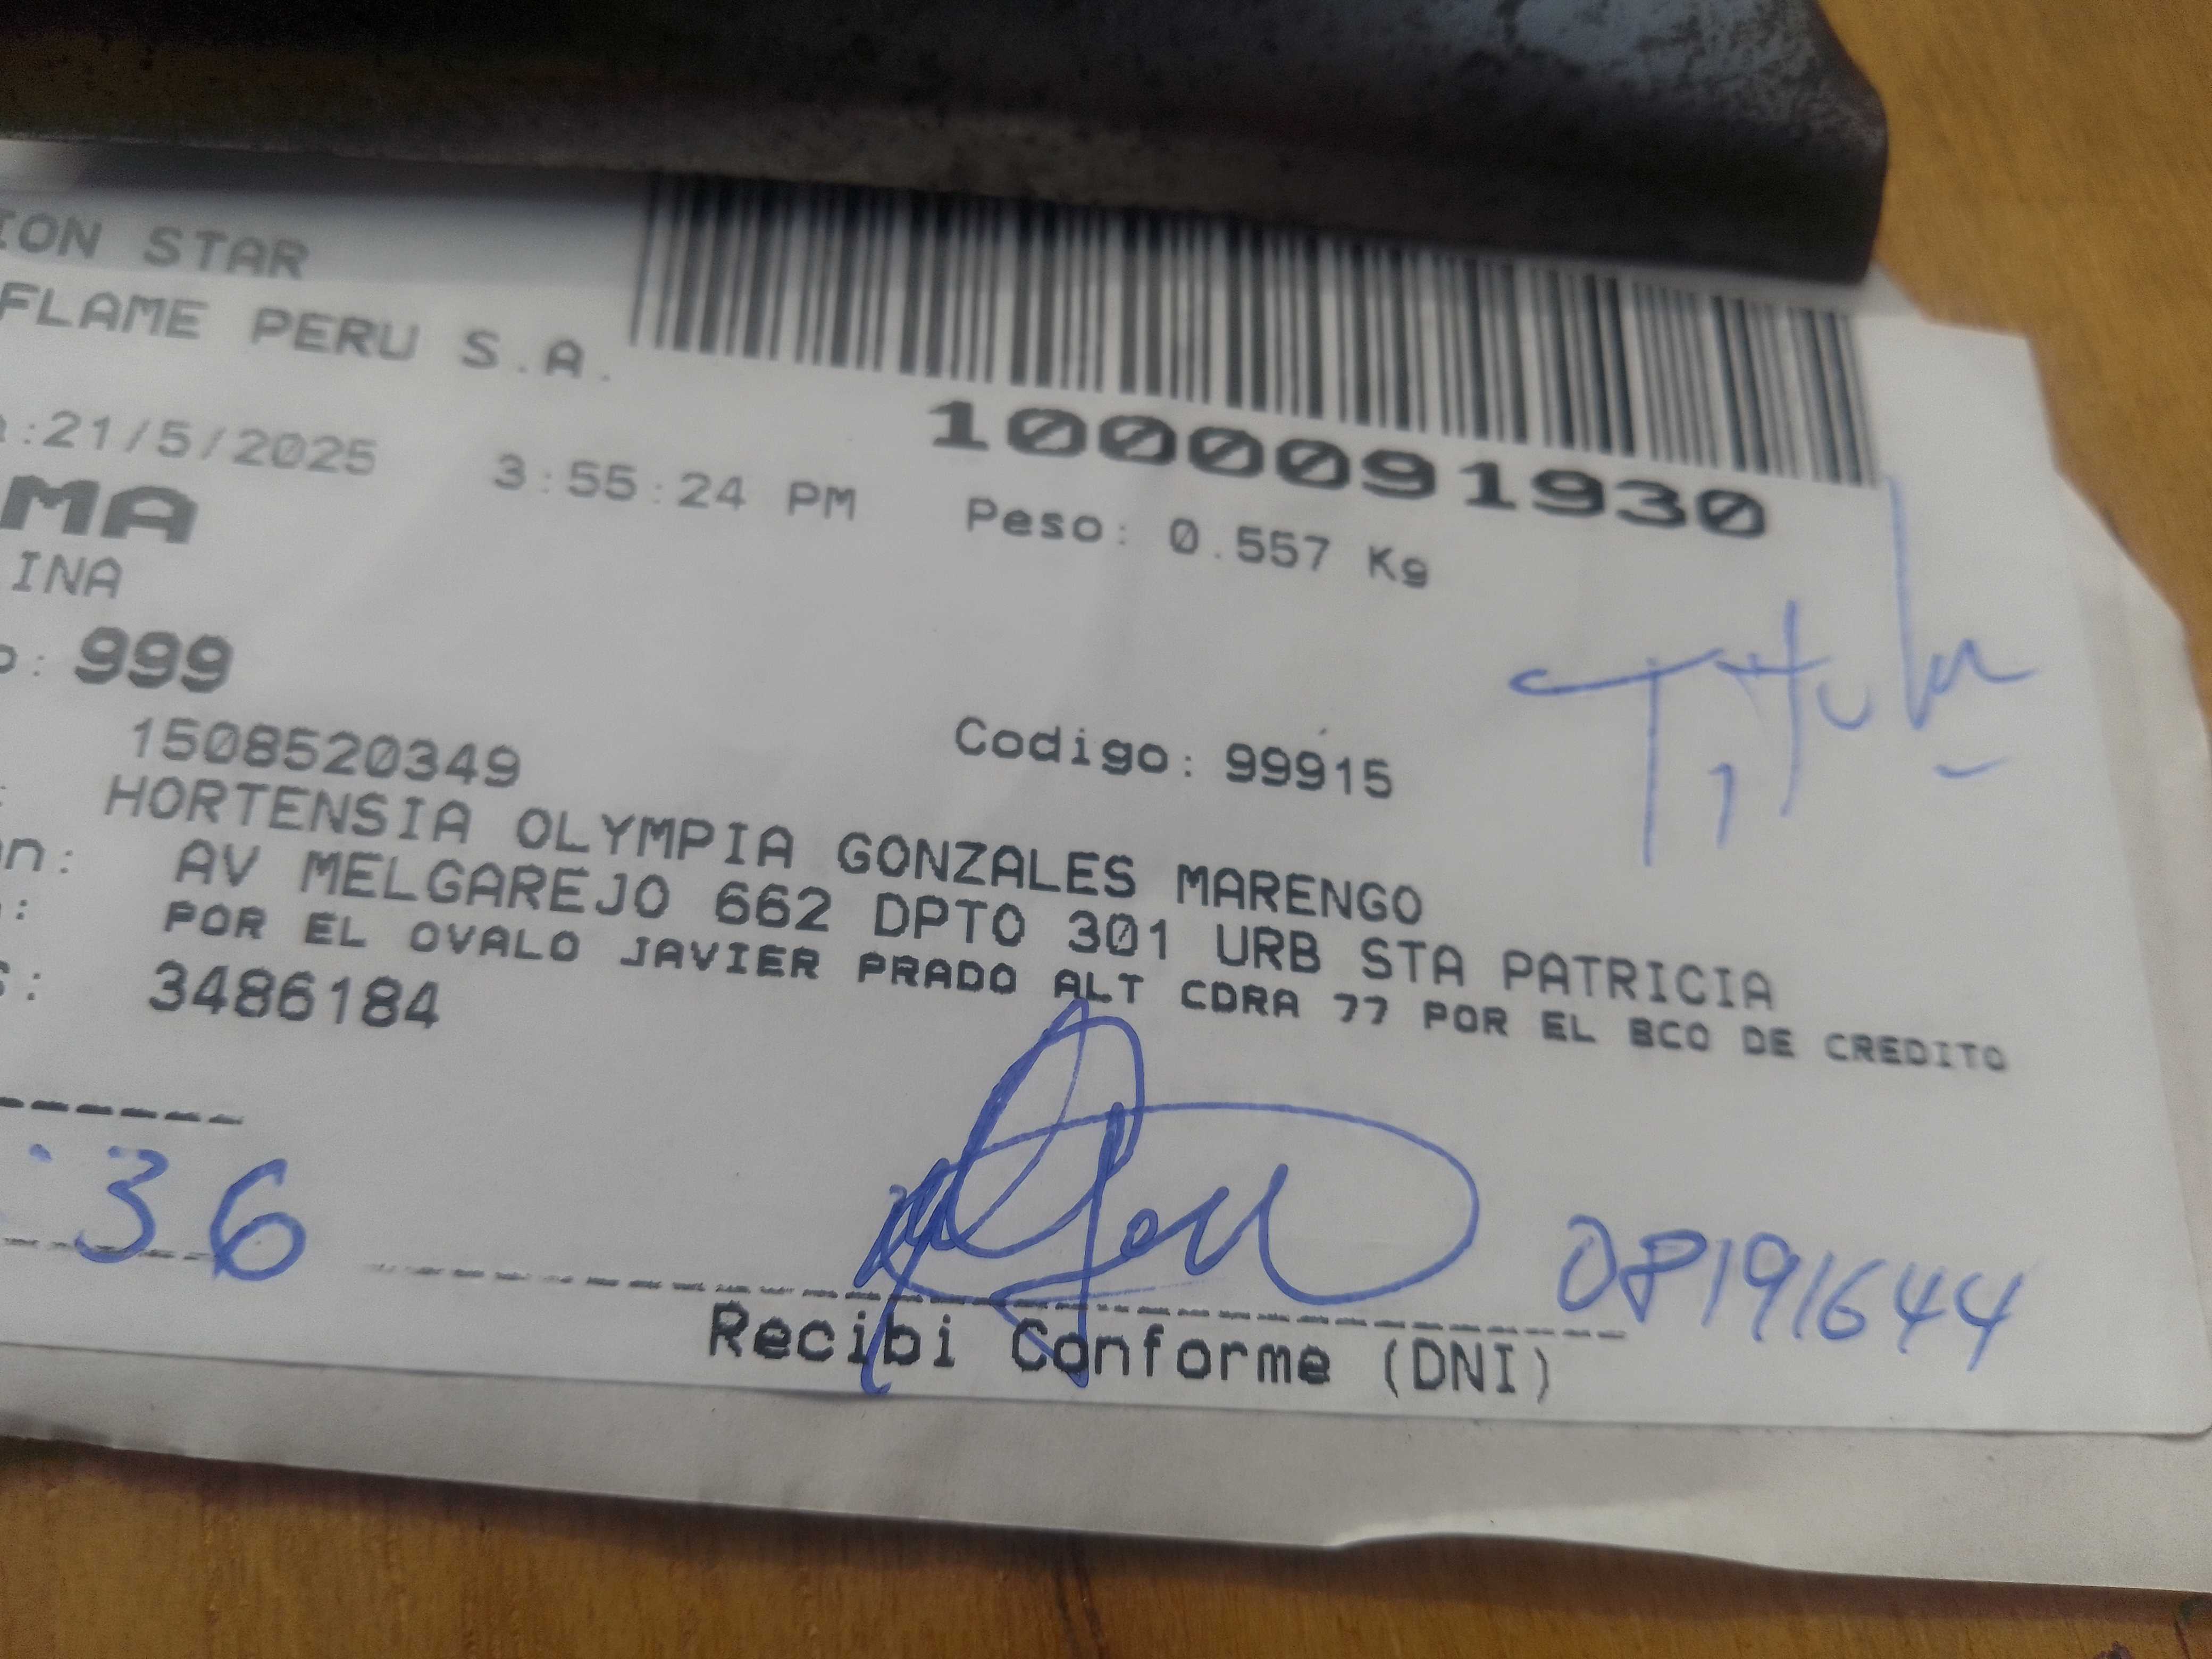 ION STAR
FLAME PERU S.A.
1000091930
:21/5/2025 3:55:24 PM Peso: 0.557 Kg
MA
INA
: 999
Titular
1508520349 Codigo: 99915
: HORTENSIA OLYMPIA GONZALES MARENGO
n: AV MELGAREJO 662 DPTO 301 URB STA PATRICIA
: POR EL OVALO JAVIER PRADO ALT CDRA 77 POR EL BCO DE CREDITO
: 3486184
36 08191644
Recibi Conforme (DNI)